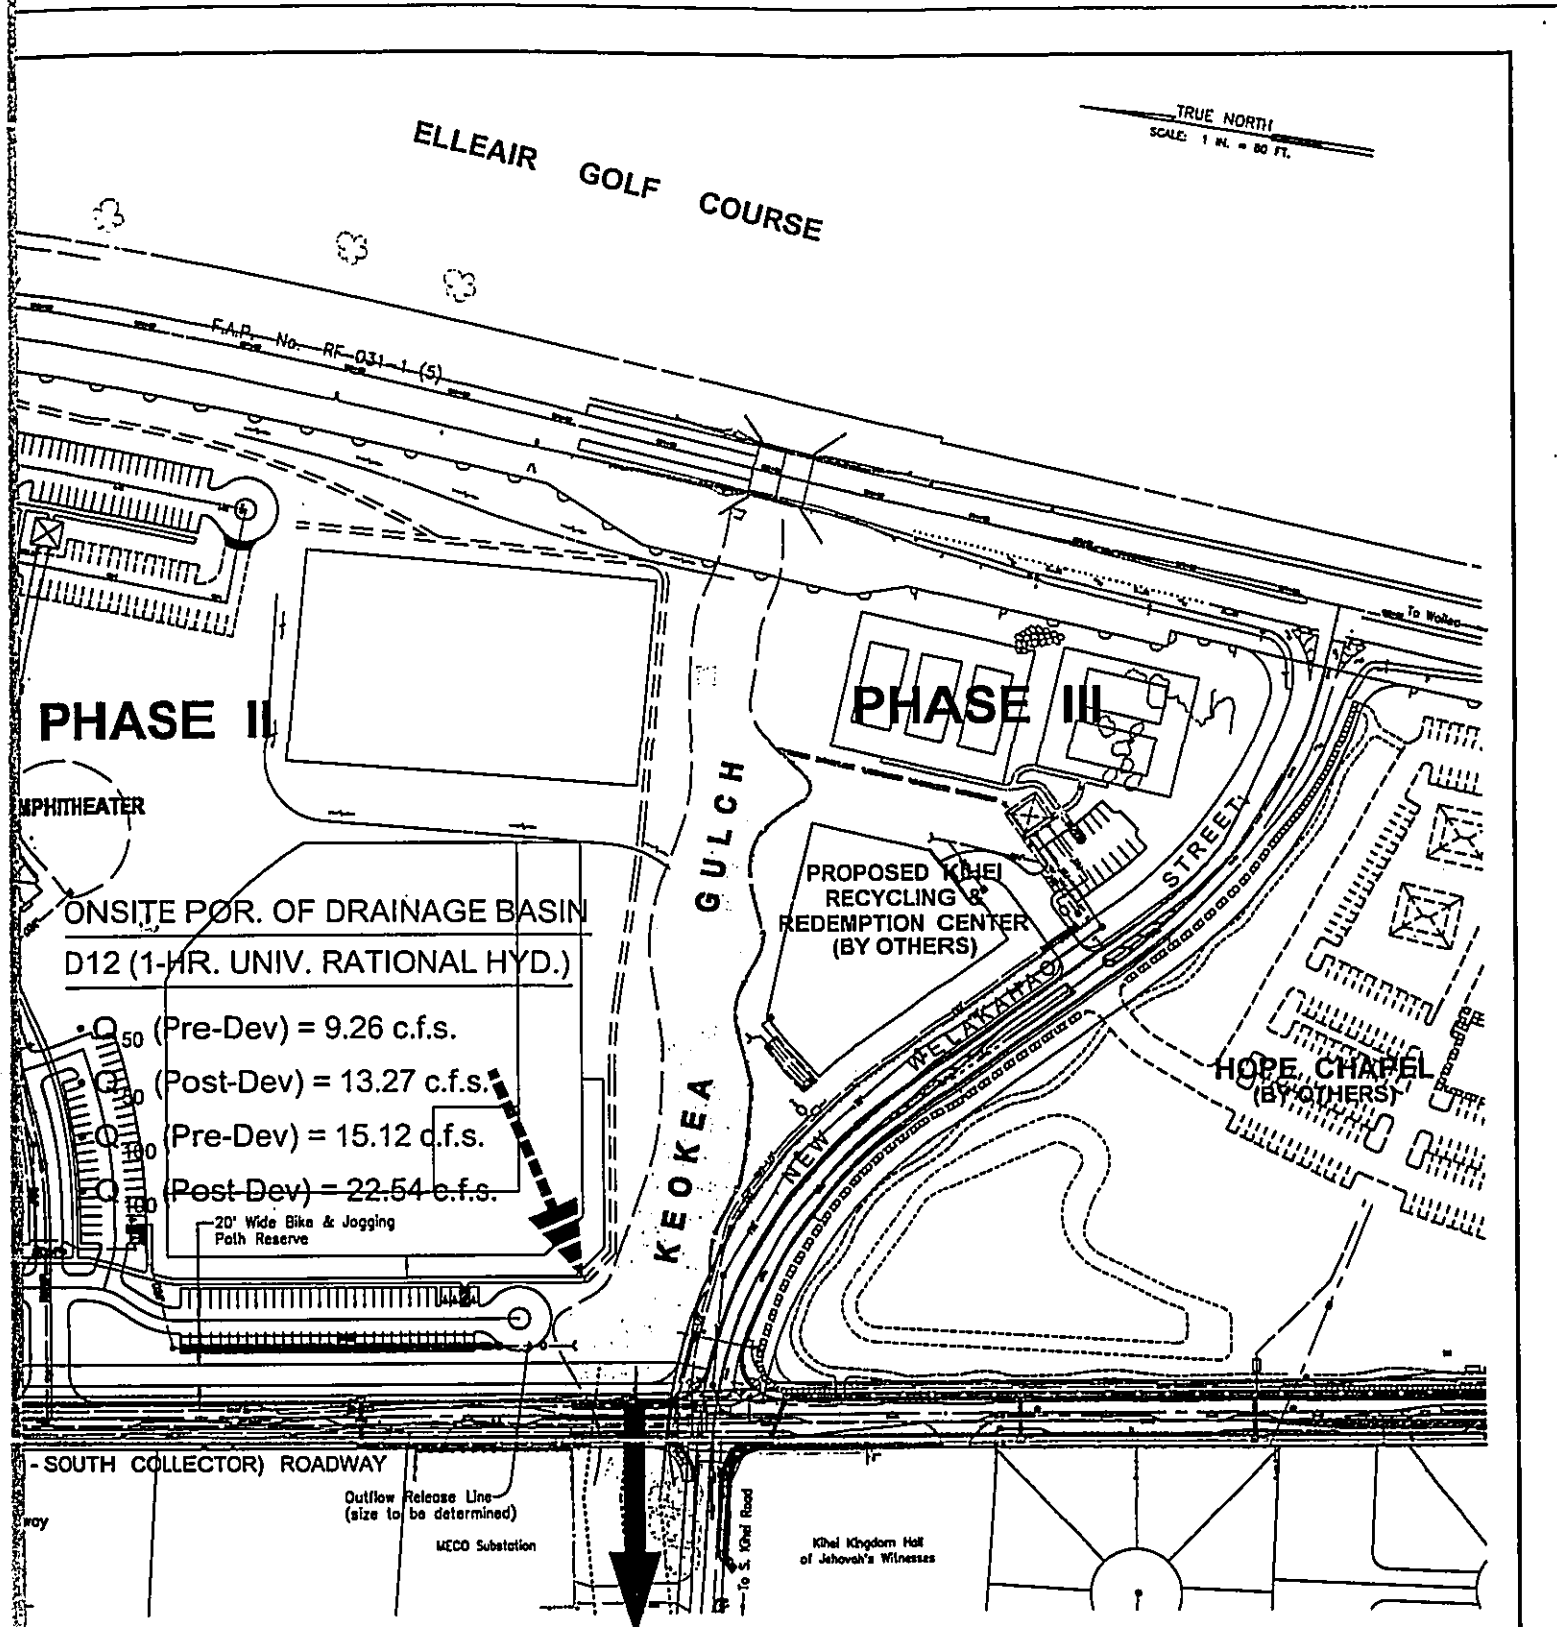 TRUE NORTH
SCALE: 1 IN. = 80 FT.
ELLEAIR GOLF COURSE
F.A.P. No. RF-031-1 (5)
To Wailea
PHASE II
PHASE III
MPHITHEATER
KEOKEA GULCH
PROPOSED KIHEI
RECYCLING &
REDEMPTION CENTER
(BY OTHERS)
NEW WELAKAHAO STREET
HOPE CHAPEL
(BY OTHERS)
ONSITE POR. OF DRAINAGE BASIN
D12 (1-HR. UNIV. RATIONAL HYD.)
Q50 (Pre-Dev) = 9.26 c.f.s.
Q50 (Post-Dev) = 13.27 c.f.s.
Q100 (Pre-Dev) = 15.12 c.f.s.
Q100 (Post-Dev) = 22.54 c.f.s.
20' Wide Bike & Jogging
Path Reserve
- SOUTH COLLECTOR) ROADWAY
Outflow Release Line
(size to be determined)
way
MECO Substation
To S. Kihei Road
Kihei Kingdom Hall
of Jehovah's Witnesses